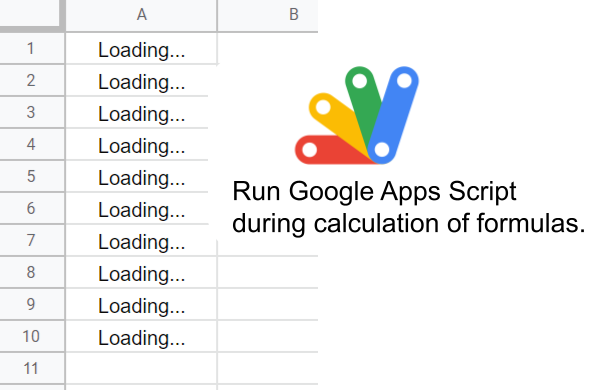 A B
1 Loading...
2 Loading...
3 Loading...
4 Loading...
5 Loading...
6 Loading...
7 Loading...
8 Loading...
9 Loading...
10 Loading...
11
Run Google Apps Script
during calculation of formulas.